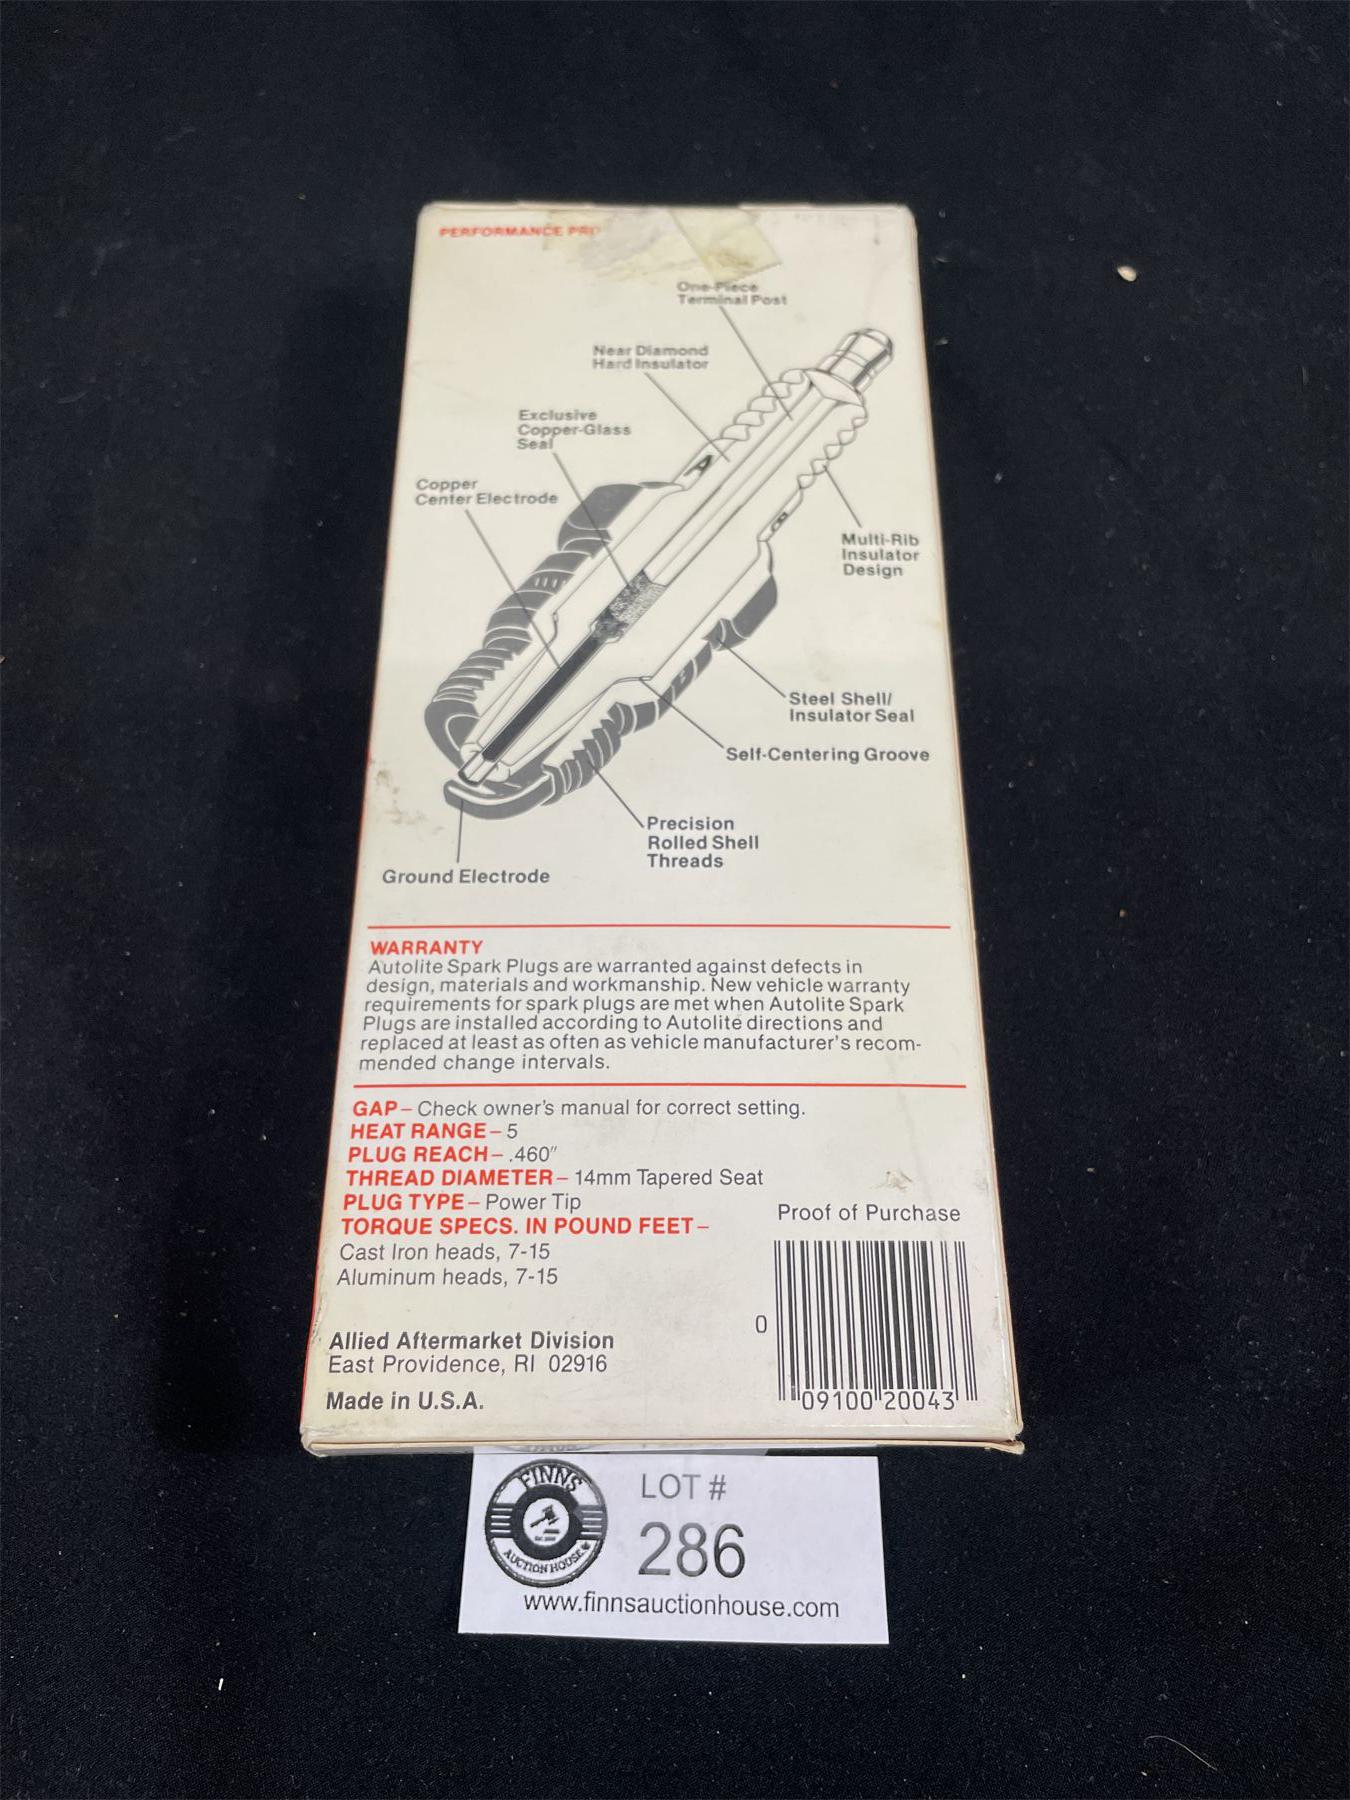 PERFORMANCE
One-Piece
Terminal Post
Near Diamond
Hard Insulator
Exclusive
Copper-Glass
Seal
Copper
Center Electrode
Multi-Rib
Insulator
Design
Steel Shell/
Insulator Seal
Self-Centering Groove
Precision
Rolled Shell
Threads
Ground Electrode
WARRANTY
Autolite Spark Plugs are warranted against defects in
design, materials and workmanship. New vehicle warranty
requirements for spark plugs are met when Autolite Spark
Plugs are installed according to Autolite directions and
replaced at least as often as vehicle manufacturer's recom-
mended change intervals.
GAP – Check owner's manual for correct setting.
HEAT RANGE – 5
PLUG REACH – .460″
THREAD DIAMETER – 14mm Tapered Seat
PLUG TYPE – Power Tip
TORQUE SPECS. IN POUND FEET –
Cast Iron heads, 7-15
Aluminum heads, 7-15
Proof of Purchase
0 09100 20043
Allied Aftermarket Division
East Providence, RI 02916
Made in U.S.A.
FINNS
AUCTION HOUSE
LOT #
286
www.finnsauctionhouse.com